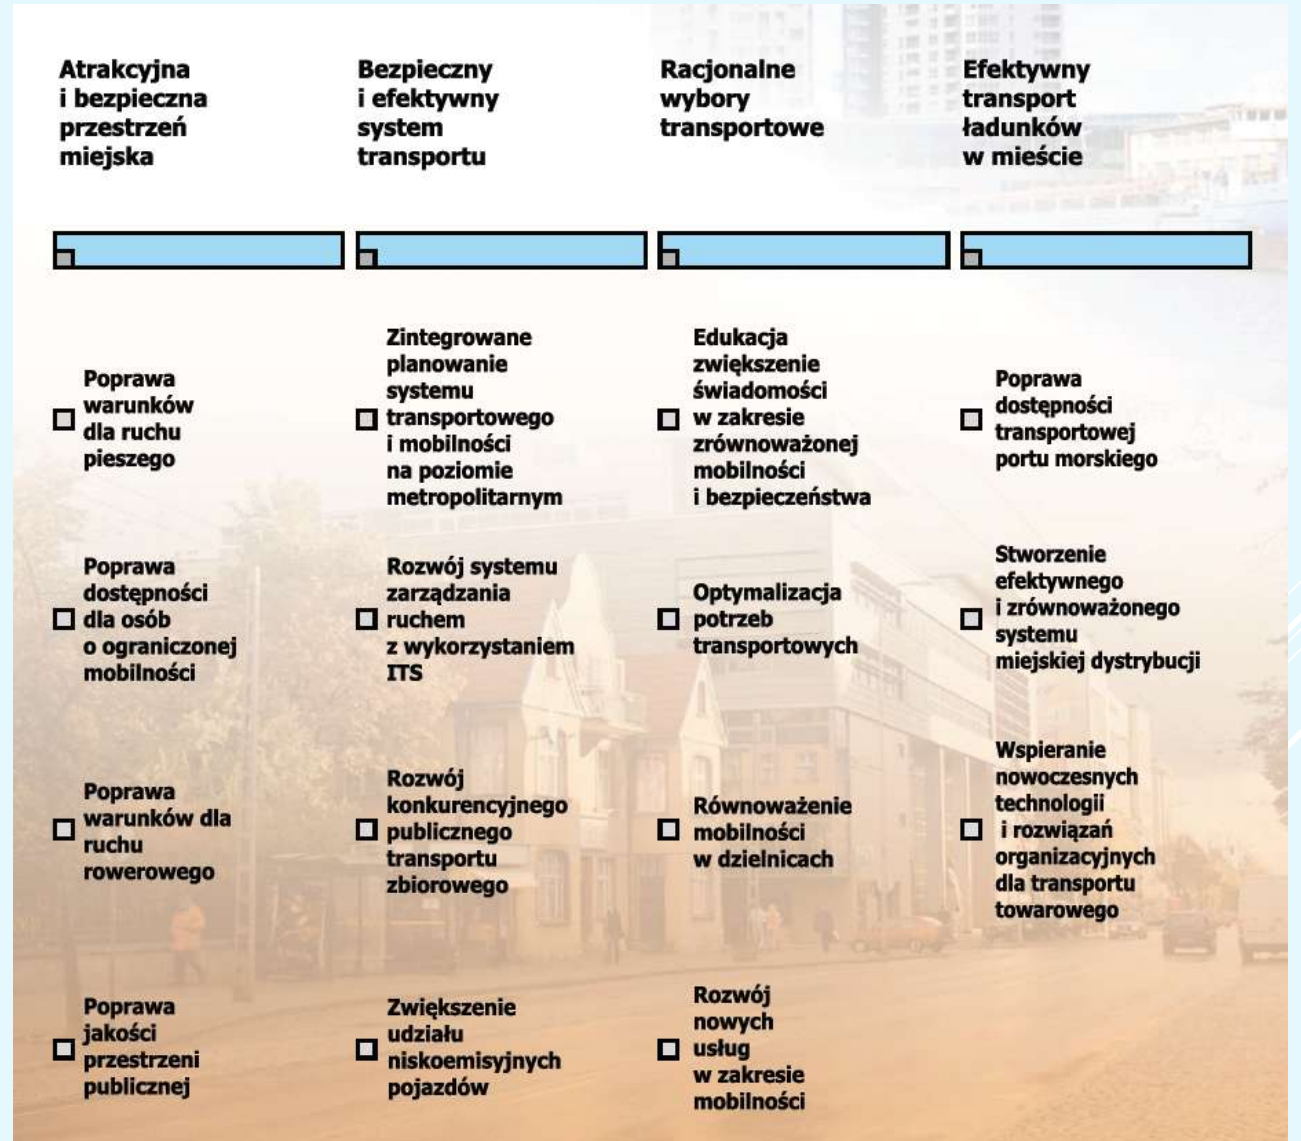 Atrakcyjna
i bezpieczna
przestrzeń
miejska
Bezpieczny
i efektywny
system
transportu
Racjonalne
wybory
transportowe
Efektywny
transport
ładunków
w mieście
Poprawa
warunków
dla ruchu
pieszego
Zintegrowane
planowanie
systemu
transportowego
i mobilności
na poziomie
metropolitarnym
Edukacja
zwiększenie
świadomości
w zakresie
zrównoważonej
mobilności
i bezpieczeństwa
Poprawa
dostępności
transportowej
portu morskiego
Poprawa
dostępności
dla osób
o ograniczonej
mobilności
Rozwój systemu
zarządzania
ruchem
z wykorzystaniem
ITS
Optymalizacja
potrzeb
transportowych
Stworzenie
efektywnego
i zrównoważonego
systemu
miejskiej dystrybucji
Poprawa
warunków dla
ruchu
rowerowego
Rozwój
konkurencyjnego
publicznego
transportu
zbiorowego
Równoważenie
mobilności
w dzielnicach
Wspieranie
nowoczesnych
technologii
i rozwiązań
organizacyjnych
dla transportu
towarowego
Poprawa
jakości
przestrzeni
publicznej
Zwiększenie
udziału
niskoemisyjnych
pojazdów
Rozwój
nowych
usług
w zakresie
mobilności